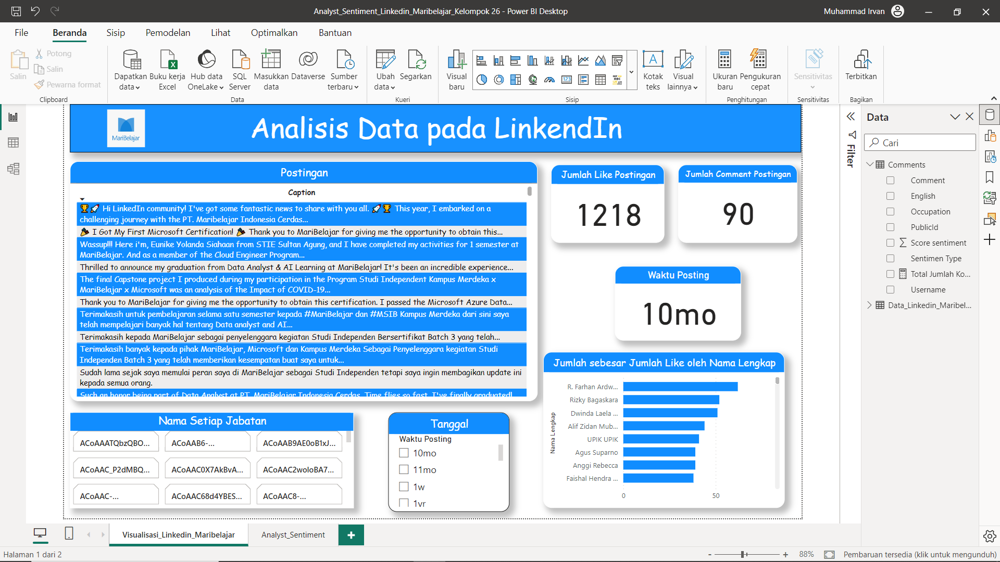 Analyst_Sentiment_Linkedin_Maribelajar_Kelompok 26 - Power BI Desktop
Muhammad Irvan
File
Beranda
Sisip
Pemodelan
Lihat
Optimalkan
Bantuan
Salin
Potong
Salin
Pewarna format
Clipboard
Dapatkan data
Buku kerja Excel
Hub data OneLake
SQL Server
Masukkan data
Dataverse
Sumber terbaru
Data
Ubah data
Segarkan
Kueri
Visual baru
Kotak teks
Visual lainnya
Sisip
Ukuran baru
Pengukuran cepat
Penghitungan
Sensitivitas
Sensitivitas
Terbitkan
Bagikan
MariBelajar
Analisis Data pada LinkendIn
Postingan
Caption
🏆🚀 Hi LinkedIn community! I've got some fantastic news to share with you all. 🚀🏆 This year, I embarked on a
challenging journey with the PT. Maribelajar Indonesia Cerdas...
🎉 I Got My First Microsoft Certification! 🎉 Thank you to MariBelajar for giving me the opportunity to obtain this...
Wassup!!! Here i'm, Eunike Yolanda Siahaan from STIE Sultan Agung, and I have completed my activities for 1 semester at
MariBelajar. And as a member of the Cloud Engineer Program...
Thrilled to announce my graduation from Data Analyst & AI Learning at MariBelajar! It's been an incredible experience...
The final Capstone project I produced during my participation in the Program Studi Independent Kampus Merdeka x
MariBelajar x Microsoft was an analysis of the Impact of COVID-19...
Thank you to MariBelajar for giving me the opportunity to obtain this certification. I passed the Microsoft Azure Data...
Terimakasih untuk pembelajaran selama satu semester kepada #MariBelajar dan #MSIB Kampus Merdeka dari sini saya
telah mempelajari banyak hal tentang Data analyst and AI...
Terimakasih kepada MariBelajar sebagai penyelenggara kegiatan Studi Independen Bersertifikat Batch 3 yang telah...
Terimakasih banyak kepada pihak MariBelajar, Microsoft dan Kampus Merdeka Sebagai Penyelenggara kegiatan Studi
Independen Batch 3 yang telah memberikan kesempatan buat saya untuk...
Sudah lama sejak saya memulai peran saya di MariBelajar sebagai Studi Independen tetapi saya ingin membagikan update ini
kepada semua orang.
Such an honor being part of Data Analyst at PT. MariBelajar Indonesia Cerdas. Time flies so fast, I've finally graduated!
Jumlah Like Postingan
1218
Jumlah Comment Postingan
90
Waktu Posting
10mo
Jumlah sebesar Jumlah Like oleh Nama Lengkap
Nama Lengkap
R. Farhan Ardw...
Rizky Bagaskara
Dwinda Laela ...
Alif Zidan Mub...
UPIK UPIK
Agus Suparno
Anggi Rebecca
Faishal Hendra ...
0
50
Nama Setiap Jabatan
ACoAAATQbzQBO...
ACoAAB6-...
ACoAAB9AE0oB1xJ...
ACoAAC_P2dMBQ...
ACoAAC0X7AkBvA...
ACoAAC2woloBA7...
ACoAAC-...
ACoAAC68d4YBES...
ACoAAC8-...
Tanggal
Waktu Posting
10mo
11mo
1w
1yr
Filter
Data
Cari
Comments
Comment
English
Occupation
PublicId
Score sentiment
Sentimen Type
Total Jumlah Ko...
Username
Data_Linkedin_Maribel...
Visualisasi_Linkedin_Maribelajar
Analyst_Sentiment
Halaman 1 dari 2
88%
Pembaruan tersedia (klik untuk mengunduh)